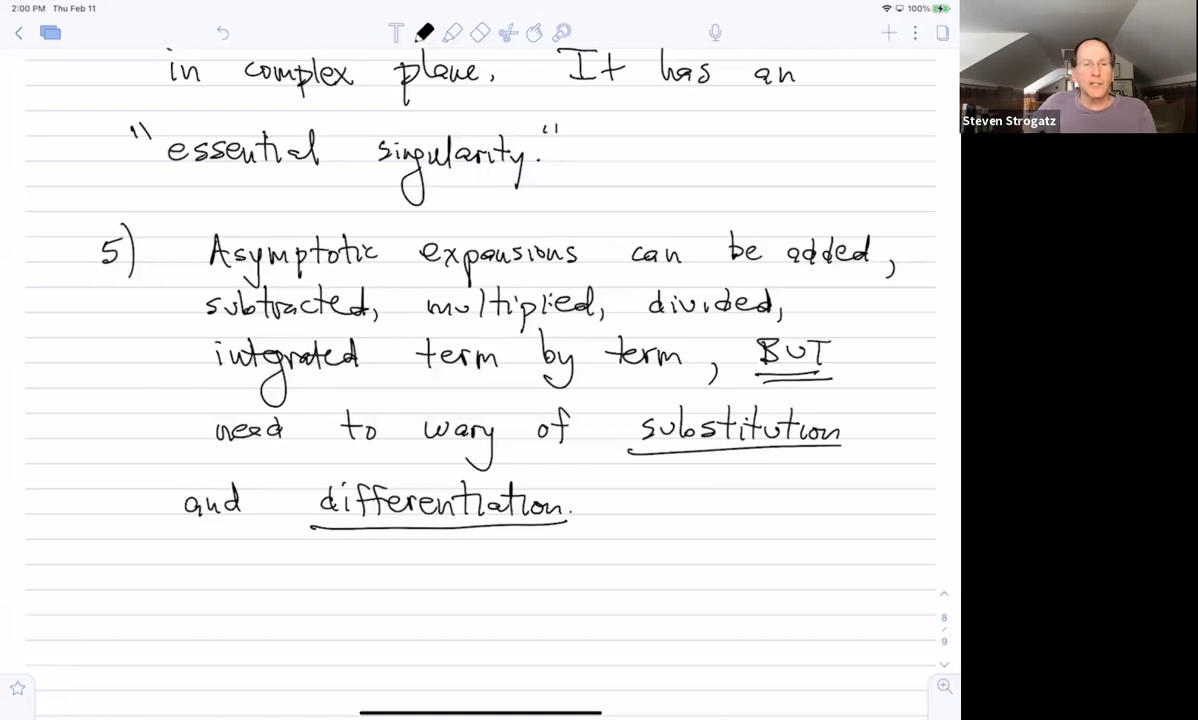 2:00 PM Thu Feb 11
100%
in complex plane. It has an
"essential singularity."
Steven Strogatz
5) Asymptotic expansions can be added,
subtracted, multiplied, divided,
integrated term by term, BUT
need to wary of substitution
and differentiation.
8
/
9